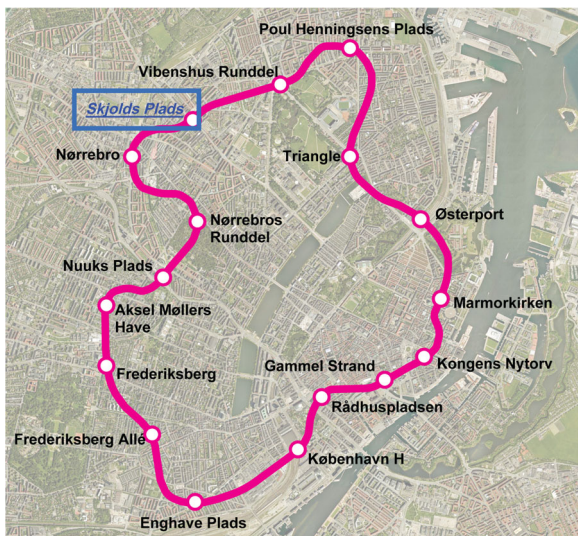 Poul Henningsens Plads
Vibenshus Runddel
Skjolds Plads
Nørrebro
Triangle
Nørrebros
Runddel
Østerport
Nuuks Plads
Aksel Møllers
Have
Marmorkirken
Kongens Nytorv
Gammel Strand
Frederiksberg
Rådhuspladsen
Frederiksberg Allé
København H
Enghave Plads